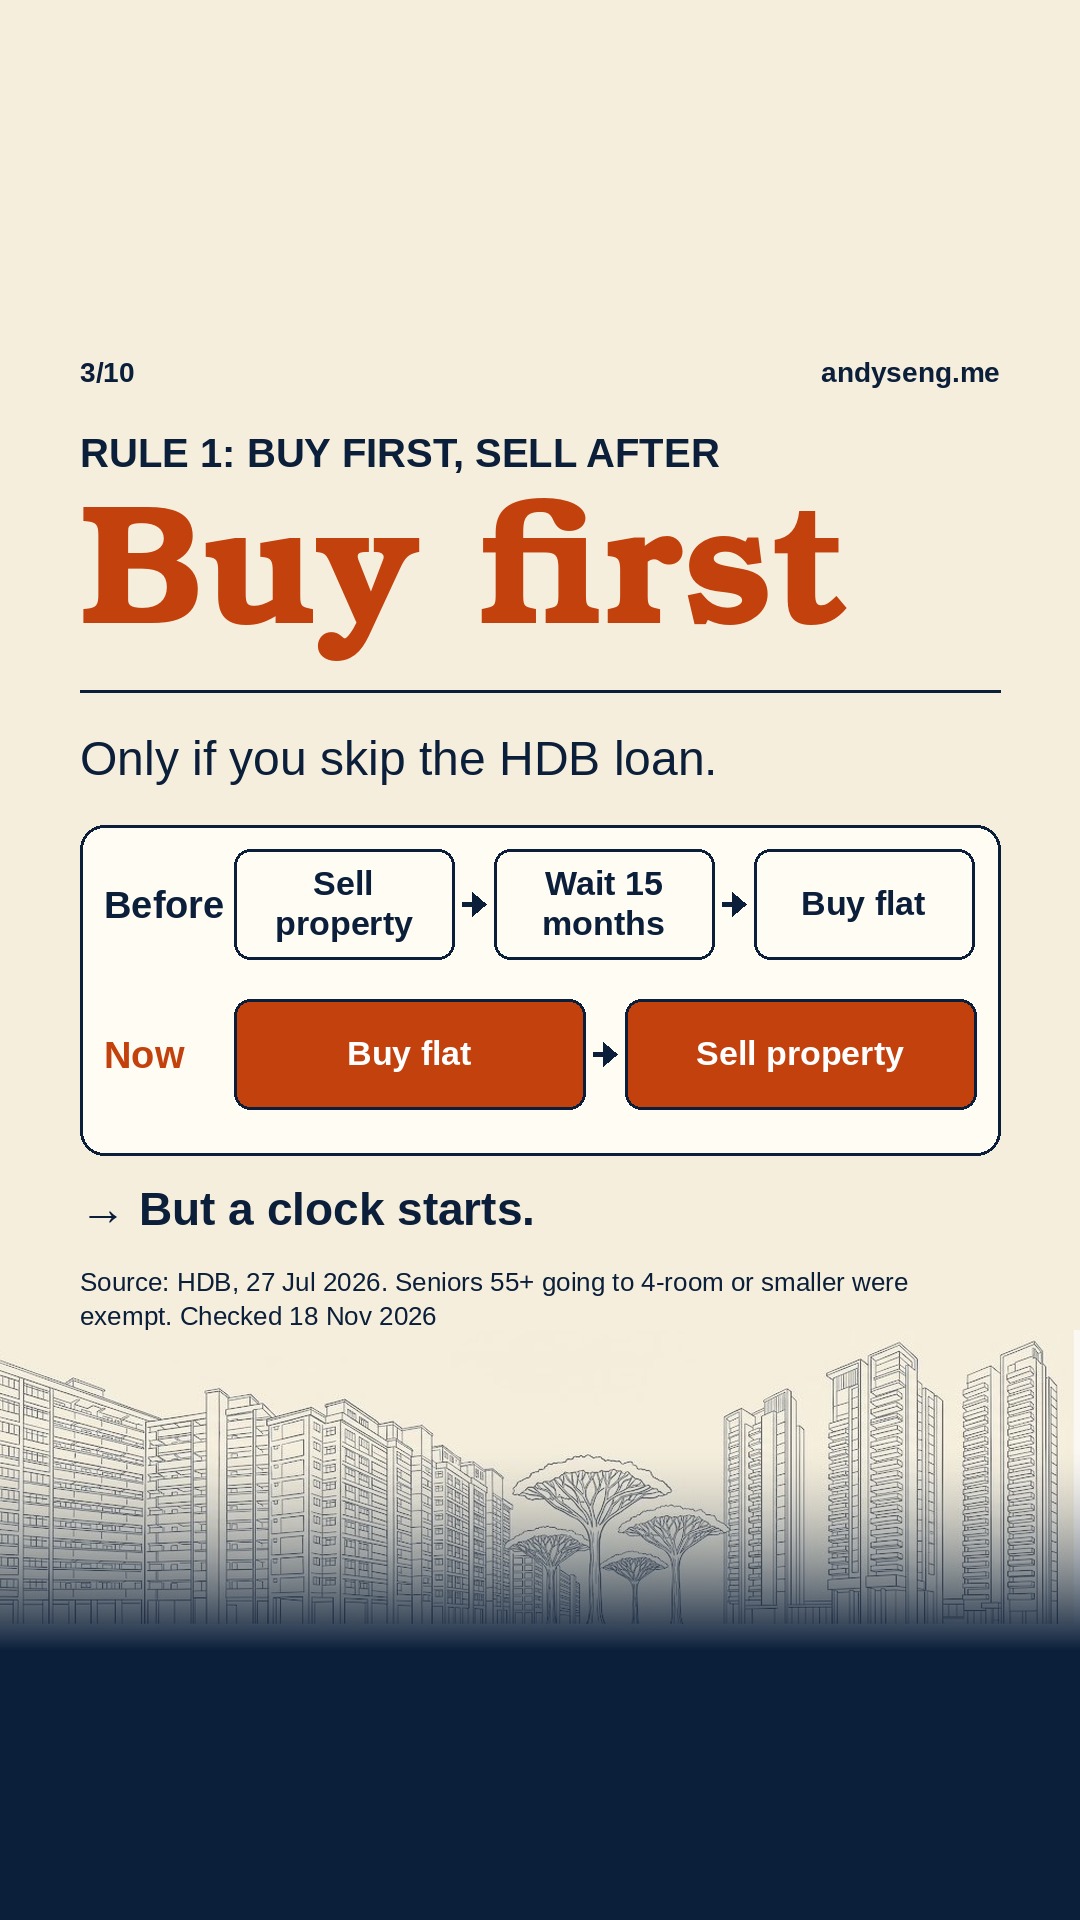 3/10
andyseng.me
RULE 1: BUY FIRST, SELL AFTER
Buy first
Only if you skip the HDB loan.
Before
Sell
property
Wait 15
months
Buy flat
Now
Buy flat
Sell property
→ But a clock starts.
Source: HDB, 27 Jul 2026. Seniors 55+ going to 4-room or smaller were
exempt. Checked 18 Nov 2026